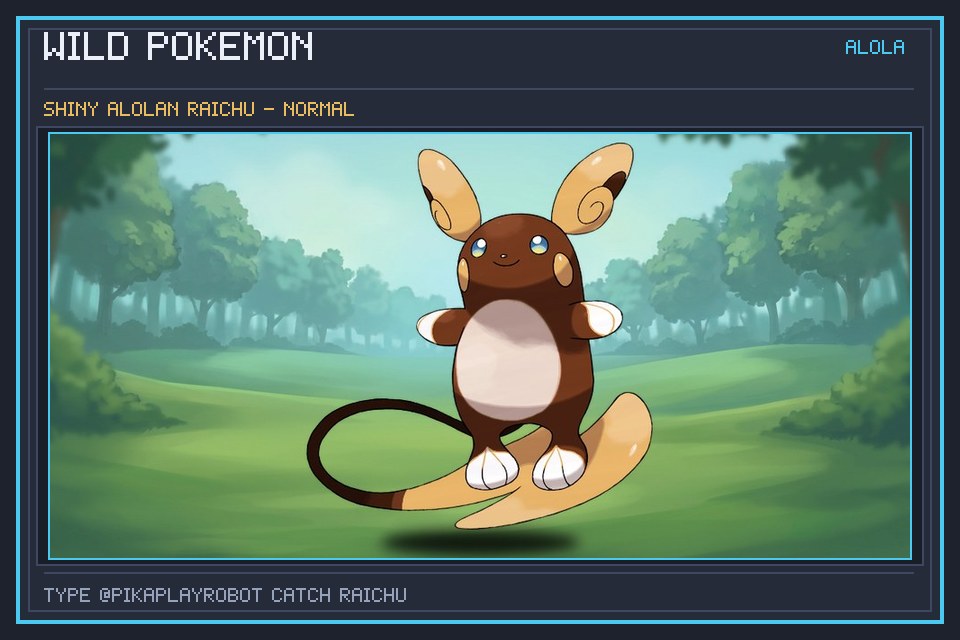 WILD POKEMON
ALOLA
SHINY ALOLAN RAICHU - NORMAL
TYPE @PIKAPLAYROBOT CATCH RAICHU